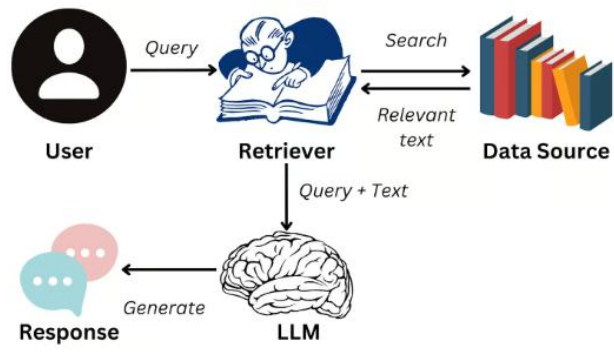 Query
Search
Relevant
text
User
Retriever
Data Source
Query + Text
Generate
Response
LLM